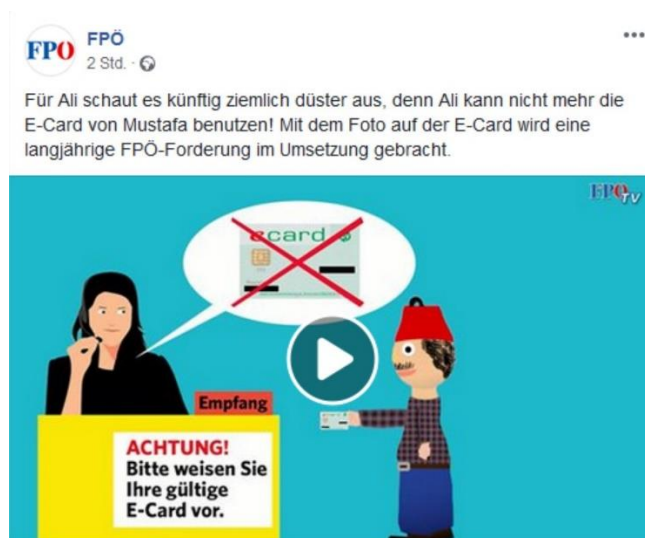 FPÖ
FPÖ
2 Std.
Für Ali schaut es künftig ziemlich düster aus, denn Ali kann nicht mehr die
E-Card von Mustafa benutzen! Mit dem Foto auf der E-Card wird eine
langjährige FPÖ-Forderung im Umsetzung gebracht.
FPÖ TV
ecard
Empfang
ACHTUNG!
Bitte weisen Sie
Ihre gültige
E-Card vor.